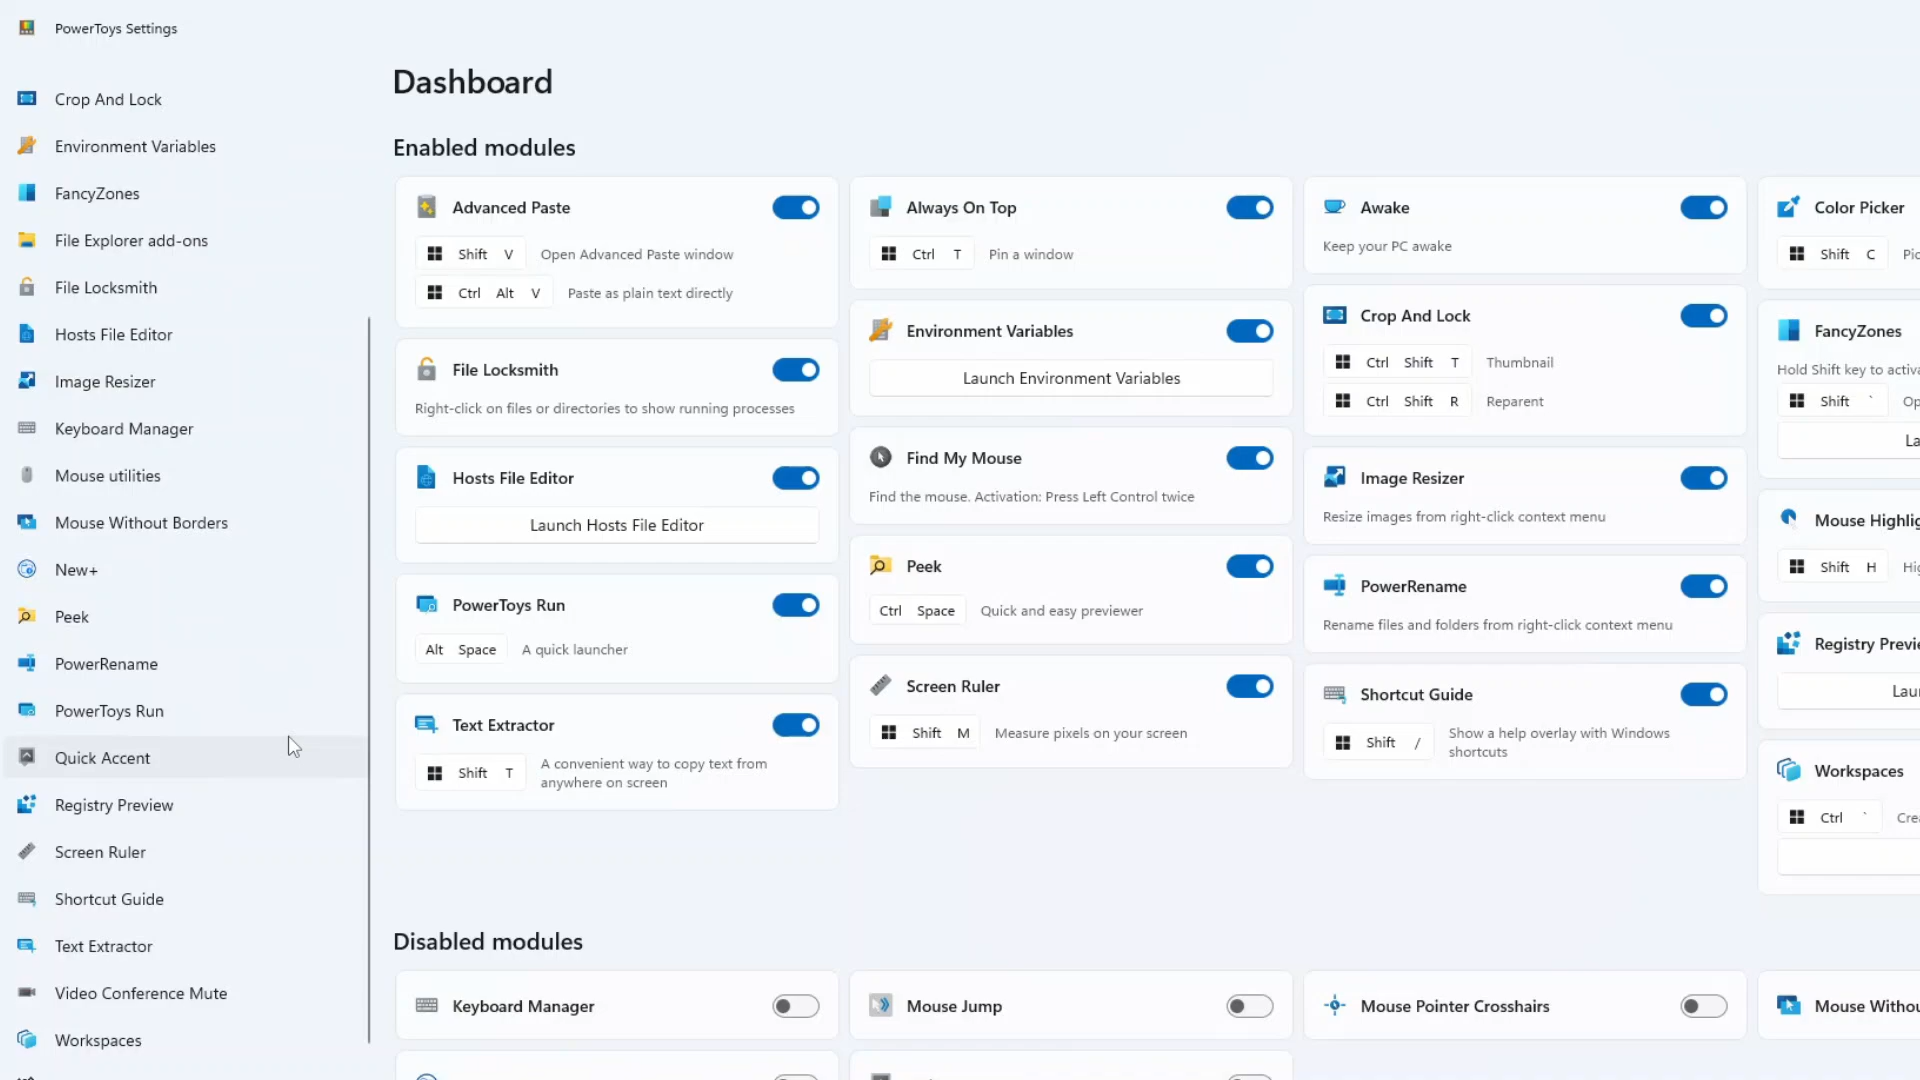 PowerToys Settings
Crop And Lock
Environment Variables
FancyZones
File Explorer add-ons
File Locksmith
Hosts File Editor
Image Resizer
Keyboard Manager
Mouse utilities
Mouse Without Borders
New+
Peek
PowerRename
PowerToys Run
Quick Accent
Registry Preview
Screen Ruler
Shortcut Guide
Text Extractor
Video Conference Mute
Workspaces
Dashboard
Enabled modules
Advanced Paste
Shift V Open Advanced Paste window
Ctrl Alt V Paste as plain text directly
File Locksmith
Right-click on files or directories to show running processes
Hosts File Editor
Launch Hosts File Editor
PowerToys Run
Alt Space A quick launcher
Text Extractor
Shift T A convenient way to copy text from
anywhere on screen
Always On Top
Ctrl T Pin a window
Environment Variables
Launch Environment Variables
Find My Mouse
Find the mouse. Activation: Press Left Control twice
Peek
Ctrl Space Quick and easy previewer
Screen Ruler
Shift M Measure pixels on your screen
Awake
Keep your PC awake
Crop And Lock
Ctrl Shift T Thumbnail
Ctrl Shift R Reparent
Image Resizer
Resize images from right-click context menu
PowerRename
Rename files and folders from right-click context menu
Shortcut Guide
Shift / Show a help overlay with Windows
shortcuts
Color Picker
Shift C
FancyZones
Hold Shift key to
Shift `
Mouse
Shift H
Registry
Workspaces
Ctrl `
Disabled modules
Keyboard Manager
Mouse Jump
Mouse Pointer Crosshairs
Mouse